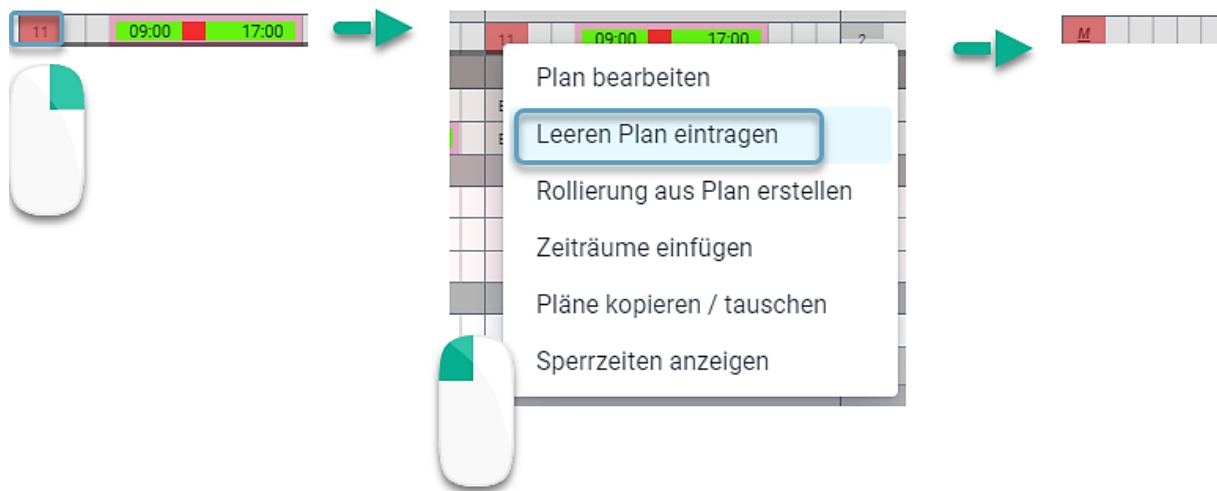 11 09:00 17:00
11 09:00 17:00 2
Plan bearbeiten
Leeren Plan eintragen
Rollierung aus Plan erstellen
Zeiträume einfügen
Pläne kopieren / tauschen
Sperrzeiten anzeigen
M